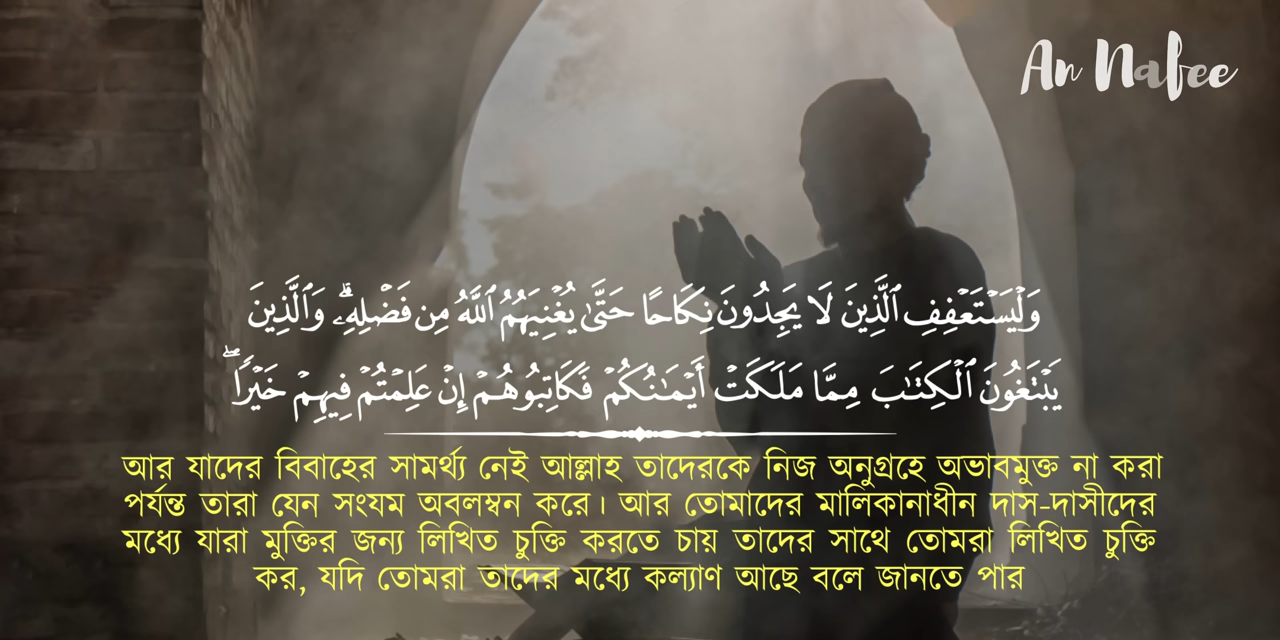 An Nafee
وَلْيَسْتَعْفِفِ ٱلَّذِينَ لَا يَجِدُونَ نِكَاحًا حَتَّىٰ يُغْنِيَهُمُ ٱللَّهُ مِن فَضْلِهِۦۗ وَٱلَّذِينَ
يَبْتَغُونَ ٱلْكِتَـٰبَ مِمَّا مَلَكَتْ أَيْمَـٰنُكُمْ فَكَاتِبُوهُمْ إِنْ عَلِمْتُمْ فِيهِمْ خَيْرًاۖ
আর যাদের বিবাহের সামর্থ্য নেই আল্লাহ তাদেরকে নিজ অনুগ্রহে অভাবমুক্ত না করা
পর্যন্ত তারা যেন সংযম অবলম্বন করে। আর তোমাদের মালিকানাধীন দাস-দাসীদের
মধ্যে যারা মুক্তির জন্য লিখিত চুক্তি করতে চায় তাদের সাথে তোমরা লিখিত চুক্তি
কর, যদি তোমরা তাদের মধ্যে কল্যাণ আছে বলে জানতে পার